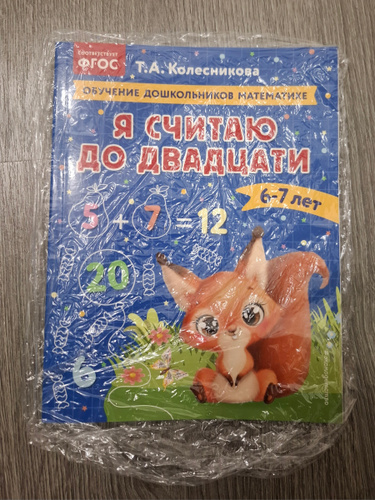 Соответствует
ФГОС
Т.А. Колесникова
ОБУЧЕНИЕ ДОШКОЛЬНИКОВ МАТЕМАТИКЕ
Я СЧИТАЮ
ДО ДВАДЦАТИ
6-7 лет
5 + 7 = 12
20
6